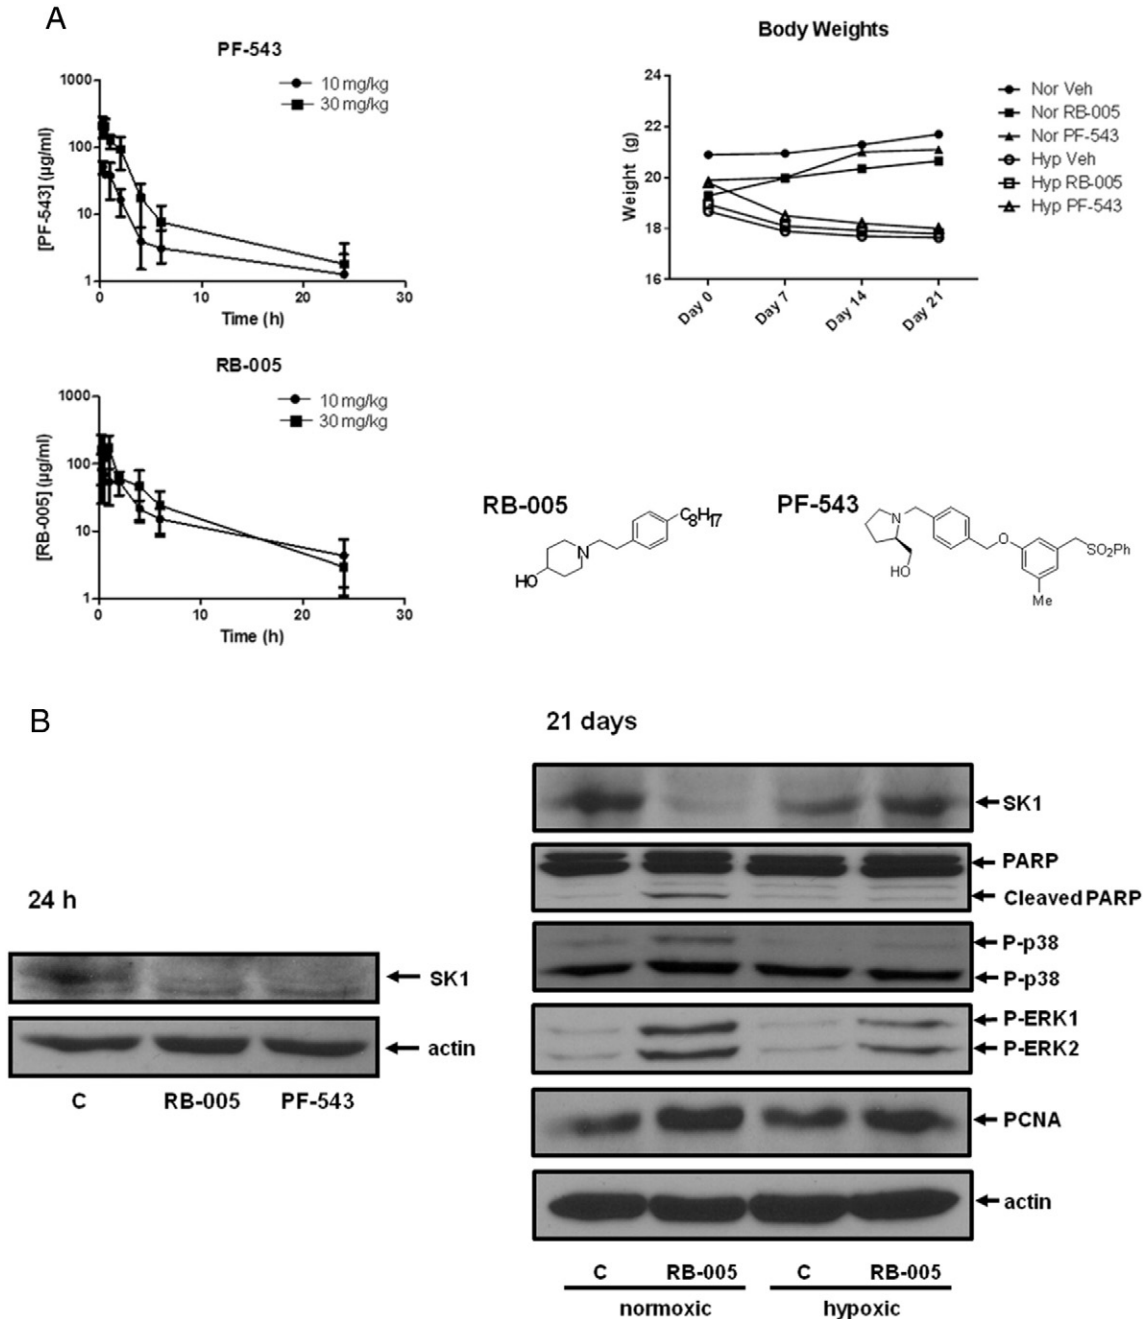 A
PF-543
10 mg/kg
30 mg/kg
1000
100
10
1
[PF-543] (µg/ml)
0
10
20
30
Time (h)
Body Weights
24
22
20
18
16
Weight (g)
Day 0
Day 7
Day 14
Day 21
Nor Veh
Nor RB-005
Nor PF-543
Hyp Veh
Hyp RB-005
Hyp PF-543
RB-005
10 mg/kg
30 mg/kg
1000
100
10
1
[RB-005] (µg/ml)
0
10
20
30
Time (h)
RB-005
C8H17
N
HO
PF-543
N
HO
O
SO2Ph
Me
B
24 h
SK1
actin
C RB-005 PF-543
21 days
SK1
PARP
Cleaved PARP
P-p38
P-p38
P-ERK1
P-ERK2
PCNA
actin
C RB-005 C RB-005
normoxic hypoxic